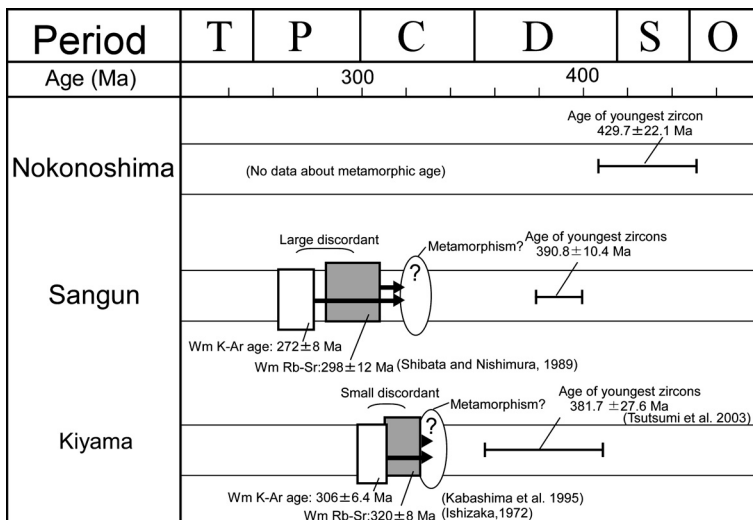 Period T P C D S O
Age (Ma) 300 400
Nokonoshima
(No data about metamorphic age)
Age of youngest zircon
429.7±22.1 Ma
Sangun
Large discordant
Metamorphism?
?
Age of youngest zircons
390.8±10.4 Ma
Wm K-Ar age: 272±8 Ma
Wm Rb-Sr:298±12 Ma (Shibata and Nishimura, 1989)
Kiyama
Small discordant
Metamorphism?
?
Age of youngest zircons
381.7 ±27.6 Ma
(Tsutsumi et al. 2003)
Wm K-Ar age: 306±6.4 Ma (Kabashima et al. 1995)
Wm Rb-Sr:320±8 Ma (Ishizaka,1972)